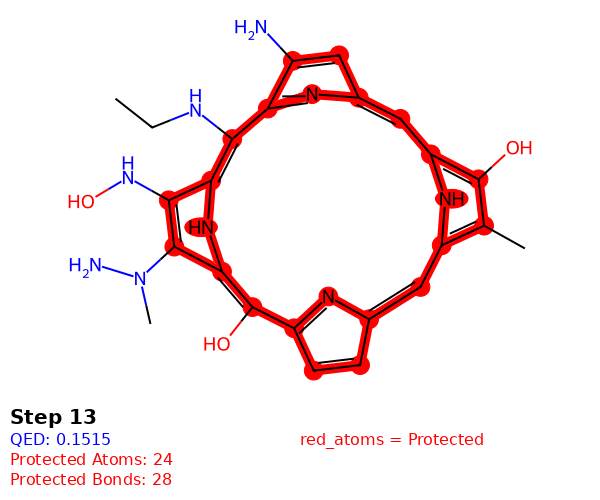 H2N
N
H
N
OH
H
N
HO
NH
HN
H2N
N
N
HO
Step 13
QED: 0.1515
Protected Atoms: 24
red_atoms = Protected
Protected Bonds: 28